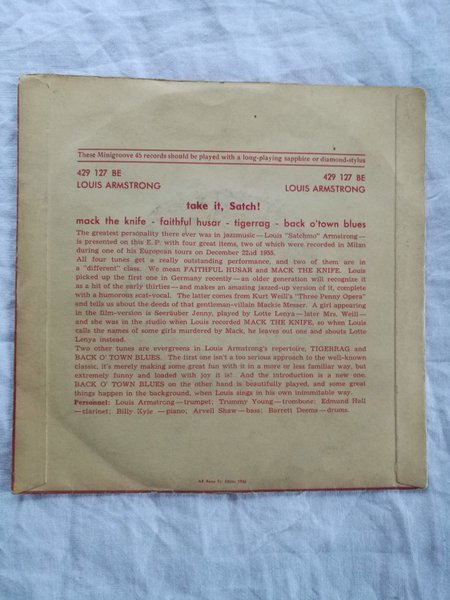 These Minigroove 45 records should be played with a long-playing sapphire or diamond-stylus
429 127 BE 429 127 BE
LOUIS ARMSTRONG LOUIS ARMSTRONG
take it, Satch!
mack the knife - faithful husar - tigerrag - back o'town blues
The greatest personality there ever was in jazzmusic—Louis "Satchmo" Armstrong—
is presented on this E. P. with four great items, two of which were recorded in Milan
during one of his European tours on December 22nd 1955.
All four tunes get a really outstanding performance, and two of them are in
a "different" class. We mean FAITHFUL HUSAR and MACK THE KNIFE. Louis
picked up the first one in Germany recently—an older generation will recognize it
as a hit of the early thirties—and makes an amazing jazzed-up version of it, complete
with a humorous scat-vocal. The latter comes from Kurt Weill's "Three Penny Opera"
and tells us about the deeds of that gentleman-villain Mackie Messer. A girl appearing
in the film-version is Seeräuber Jenny, played by Lotte Lenya—later Mrs. Weill—
and she was in the studio when Louis recorded MACK THE KNIFE, so when Louis
calls the names of some girls murdered by Mack, he leaves out one and shouts Lotte
Lenya instead.
Two other tunes are evergreens in Louis Armstrong's repertoire, TIGERRAG and
BACK O' TOWN BLUES. The first one isn't a too serious approach to the well-known
classic, it's merely making some great fun with it in a more or less familiar way, but
extremely funny and loaded with joy it is! And the introduction is a new one.
BACK O' TOWN BLUES on the other hand is beautifully played, and some great
things happen in the background, when Louis sings in his own inimmitable way.
Personnel: Louis Armstrong—trumpet; Trummy Young—trombone; Edmund Hall
—clarinet; Billy Kyle —piano; Arvell Shaw—bass; Barrett Deems—drums.